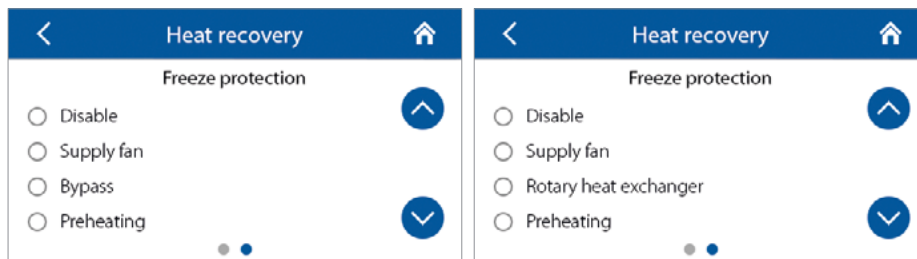 Heat recovery
Freeze protection
Disable
Supply fan
Bypass
Preheating
Heat recovery
Freeze protection
Disable
Supply fan
Rotary heat exchanger
Preheating